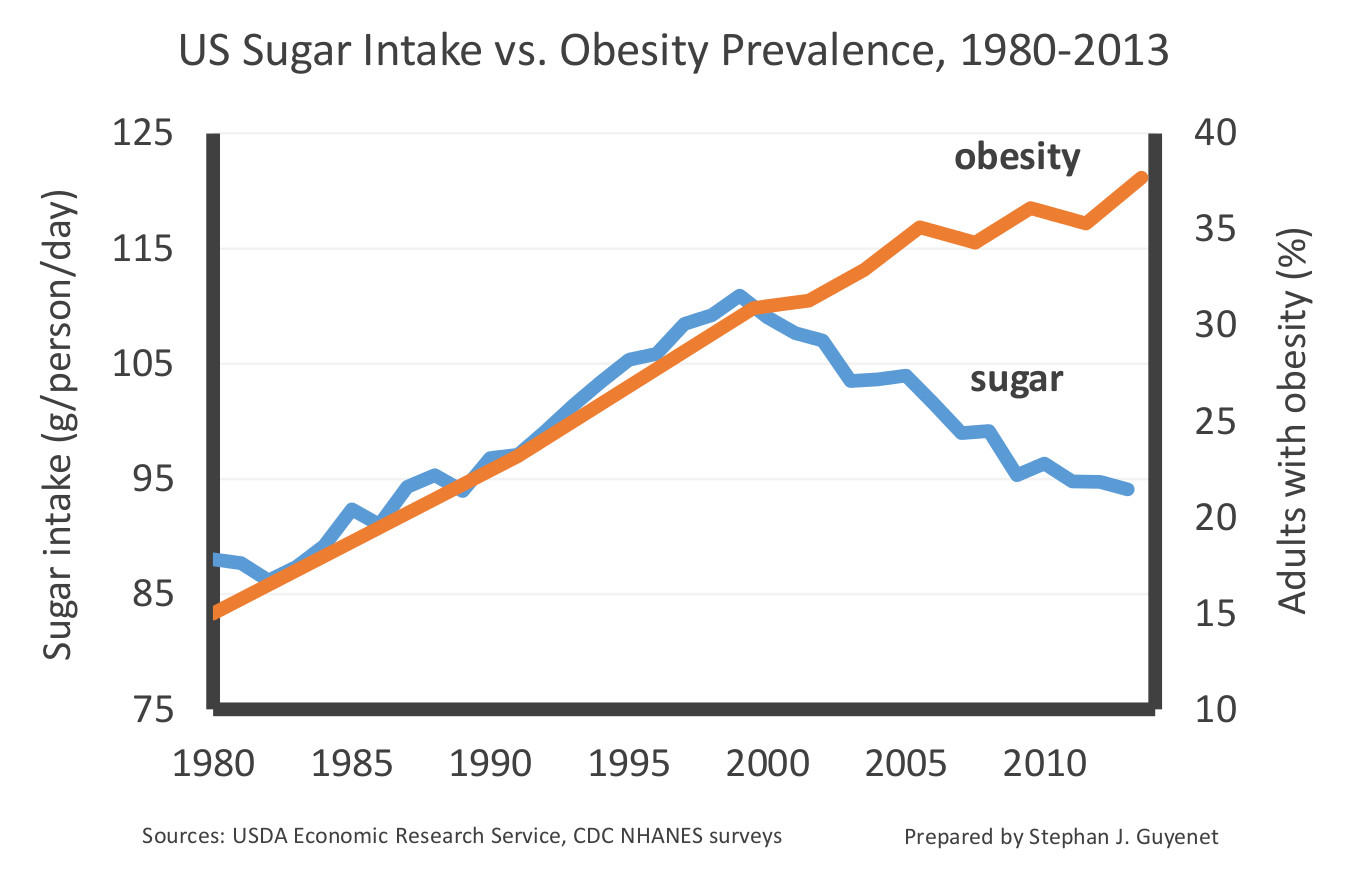 US Sugar Intake vs. Obesity Prevalence, 1980-2013
125
115
105
95
85
75
Sugar intake (g/person/day)
40
35
30
25
20
15
10
Adults with obesity (%)
obesity
sugar
1980 1985 1990 1995 2000 2005 2010
Sources: USDA Economic Research Service, CDC NHANES surveys
Prepared by Stephan J. Guyenet